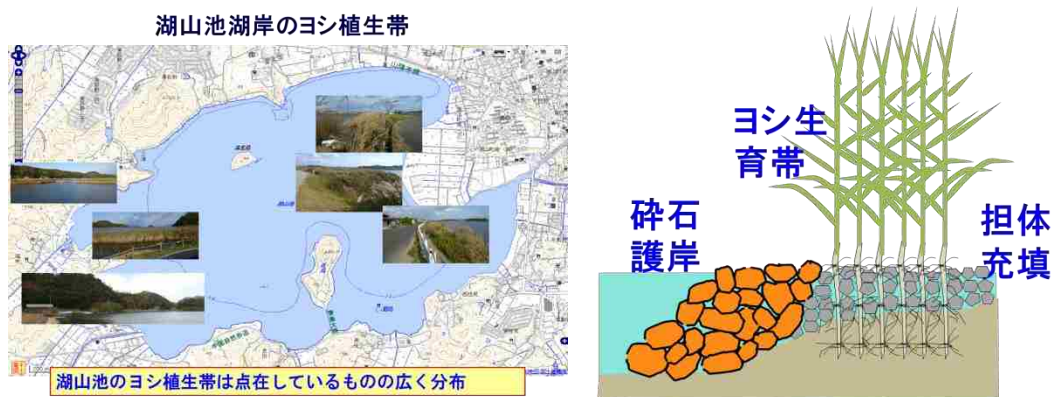 湖山池湖岸のヨシ植生帯
湖山池のヨシ植生帯は点在しているものの広く分布
ヨシ生
育帯
砕石
護岸
担体
充填